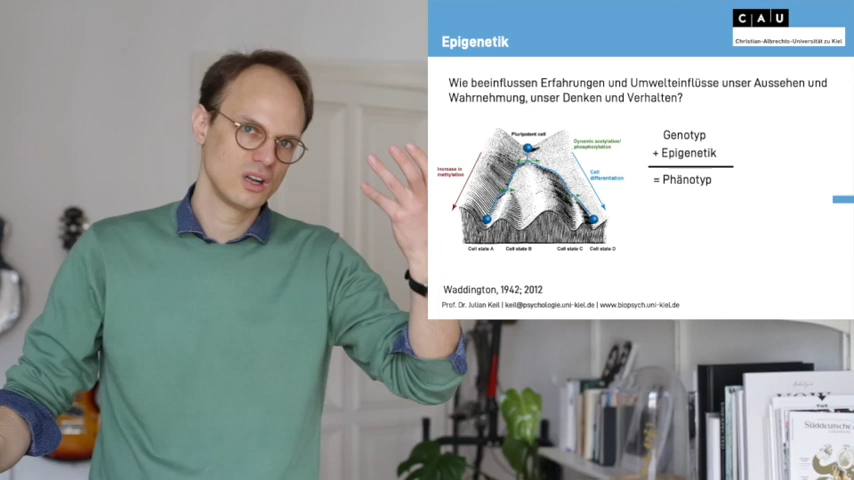 C A U
Christian-Albrechts-Universität zu Kiel
Epigenetik
Wie beeinflussen Erfahrungen und Umwelteinflüsse unser Aussehen und
Wahrnehmung, unser Denken und Verhalten?
Pluripotent cell
Dynamic acetylation/
phosphorylation
Increase in
methylation
Cell
differentiation
Cell state A Cell state B Cell state C Cell state D
Genotyp
+ Epigenetik
= Phänotyp
Waddington, 1942; 2012
Prof. Dr. Julian Keil | keil@psychologie.uni-kiel.de | www.biopsych.uni-kiel.de
Süddeutsche